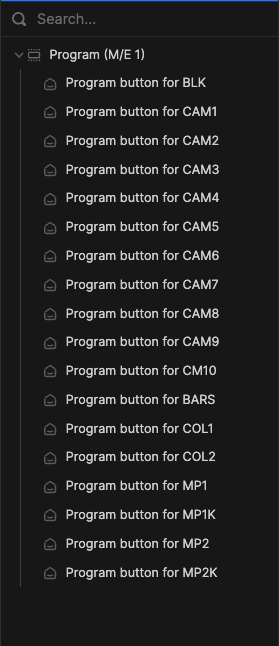 Search...
Program (M/E 1)
Program button for BLK
Program button for CAM1
Program button for CAM2
Program button for CAM3
Program button for CAM4
Program button for CAM5
Program button for CAM6
Program button for CAM7
Program button for CAM8
Program button for CAM9
Program button for CM10
Program button for BARS
Program button for COL1
Program button for COL2
Program button for MP1
Program button for MP1K
Program button for MP2
Program button for MP2K